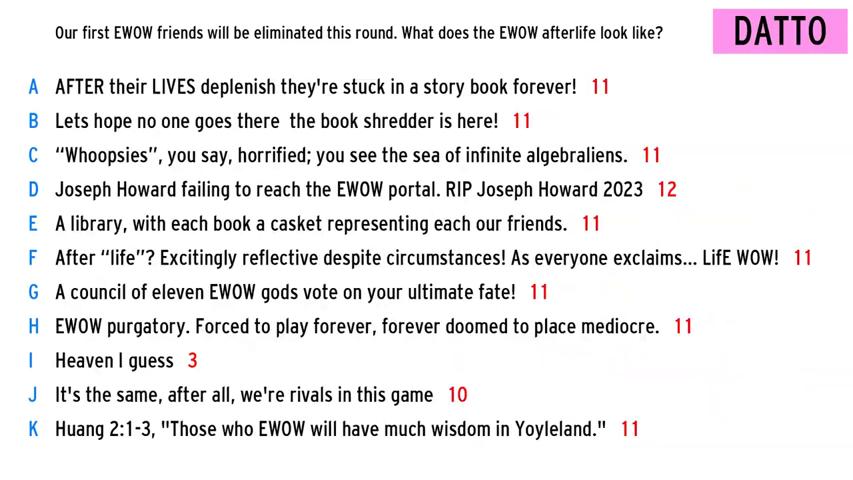 Our first EWOW friends will be eliminated this round. What does the EWOW afterlife look like?
DATTO
A AFTER their LIVES deplenish they're stuck in a story book forever! 11
B Lets hope no one goes there  the book shredder is here! 11
C “Whoopsies”, you say, horrified; you see the sea of infinite algebraliens. 11
D Joseph Howard failing to reach the EWOW portal. RIP Joseph Howard 2023 12
E A library, with each book a casket representing each our friends. 11
F After “life”? Excitingly reflective despite circumstances! As everyone exclaims... LifE WOW! 11
G A council of eleven EWOW gods vote on your ultimate fate! 11
H EWOW purgatory. Forced to play forever, forever doomed to place mediocre. 11
I Heaven I guess 3
J It's the same, after all, we're rivals in this game 10
K Huang 2:1-3, "Those who EWOW will have much wisdom in Yoyleland." 11